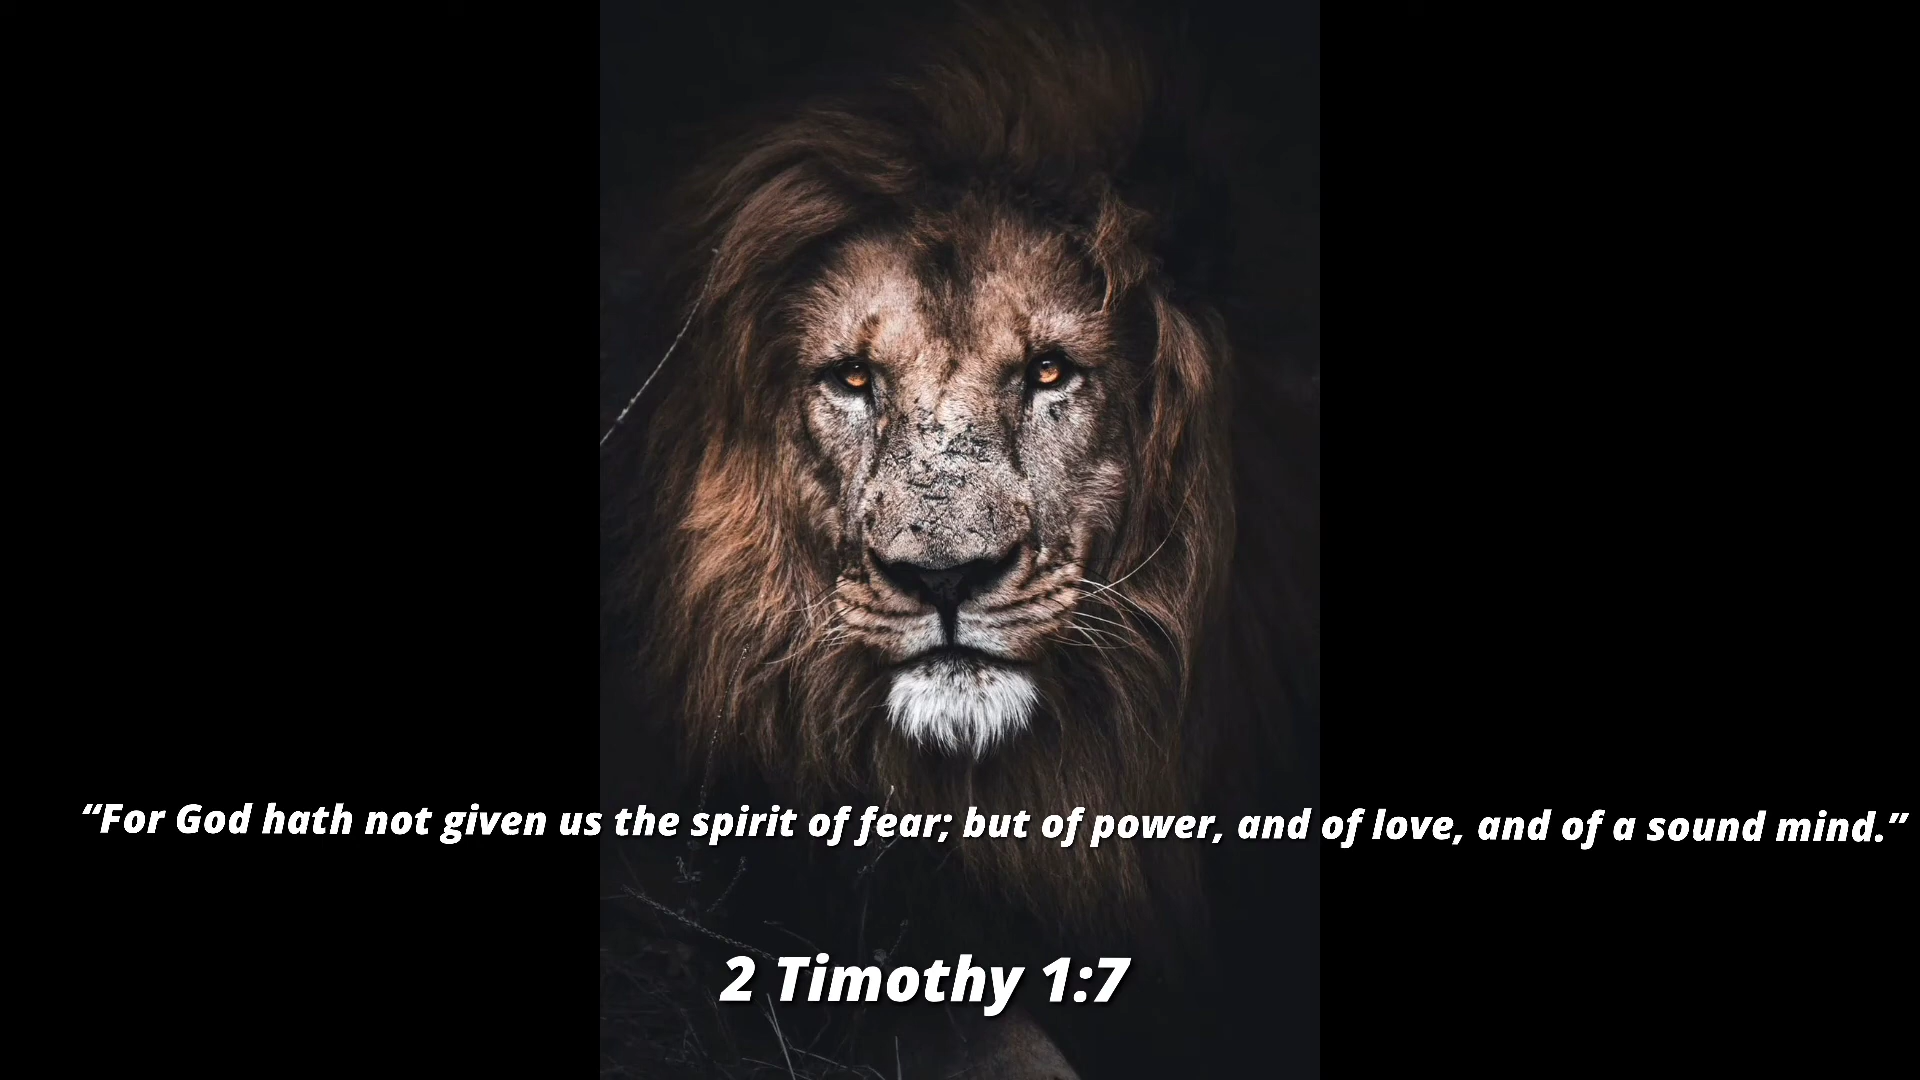 “For God hath not given us the spirit of fear; but of power, and of love, and of a sound mind.”
2 Timothy 1:7